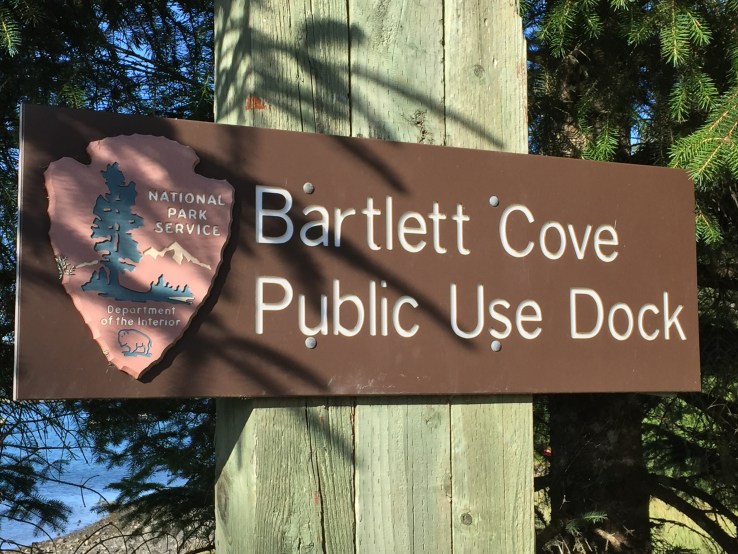 NATIONAL
PARK
SERVICE
Department
of the Interior
Bartlett Cove
Public Use Dock